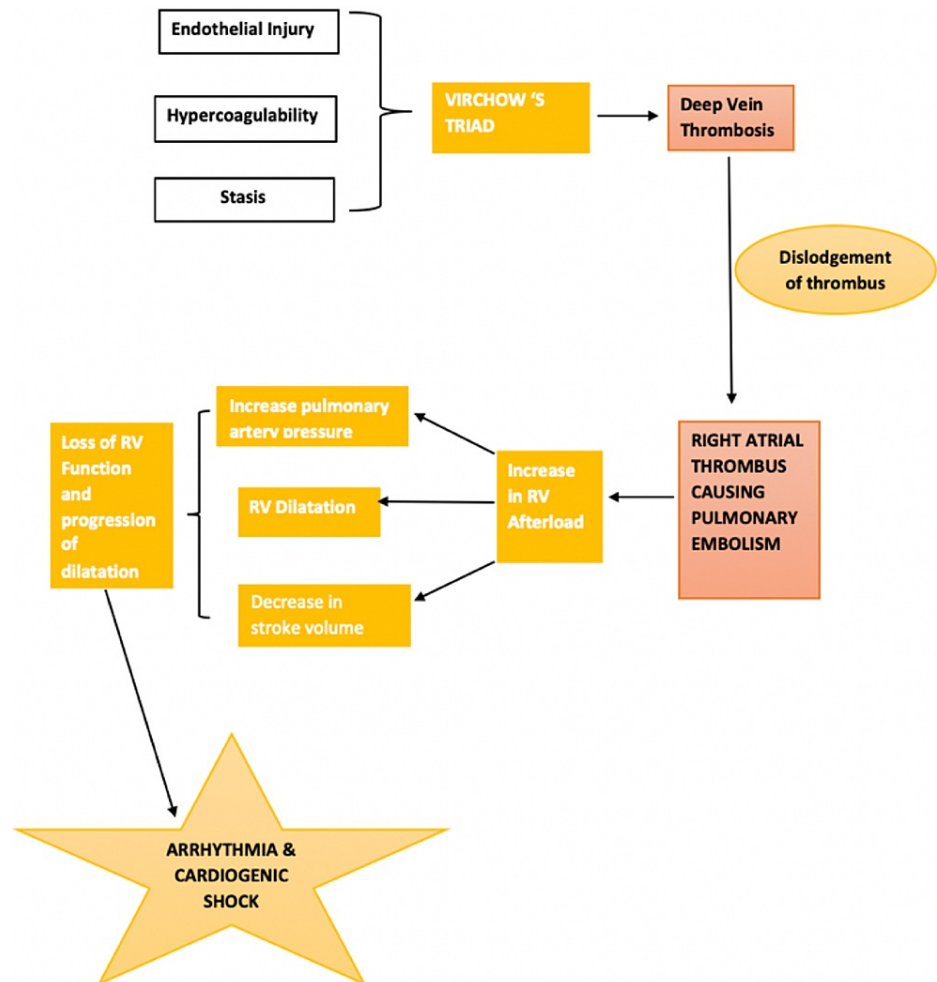 Endothelial Injury
Hypercoagulability
Stasis
VIRCHOW ‘S
TRIAD
Deep Vein
Thrombosis
Dislodgement
of thrombus
RIGHT ATRIAL
THROMBUS
CAUSING
PULMONARY
EMBOLISM
Increase
in RV
Afterload
Increase pulmonary
artery pressure
RV Dilatation
Decrease in
stroke volume
Loss of RV
Function
and
progression
of
dilatation
ARRHYTHMIA &
CARDIOGENIC
SHOCK